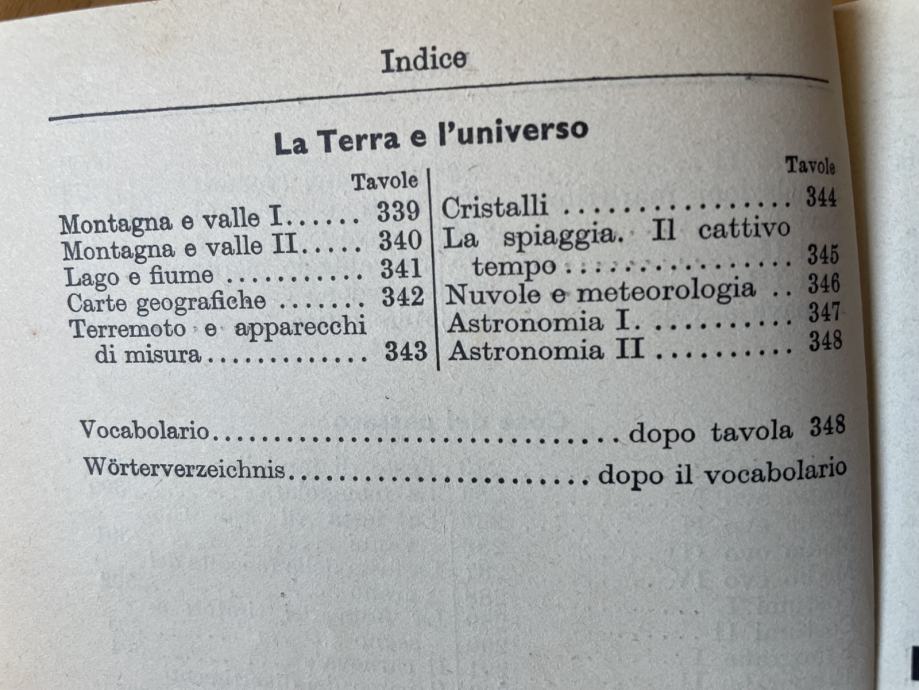 Indice
La Terra e l'universo
Tavole
Montagna e valle I...... 339
Montagna e valle II..... 340
Lago e fiume ........... 341
Carte geografiche ....... 342
Terremoto e apparecchi
di misura............. 343
Tavole
Cristalli ................ 344
La spiaggia. Il cattivo
tempo ................ 345
Nuvole e meteorologia .. 346
Astronomia I. .......... 347
Astronomia II .......... 348
Vocabolario................................. dopo tavola 348
Wörterverzeichnis........................ dopo il vocabolario